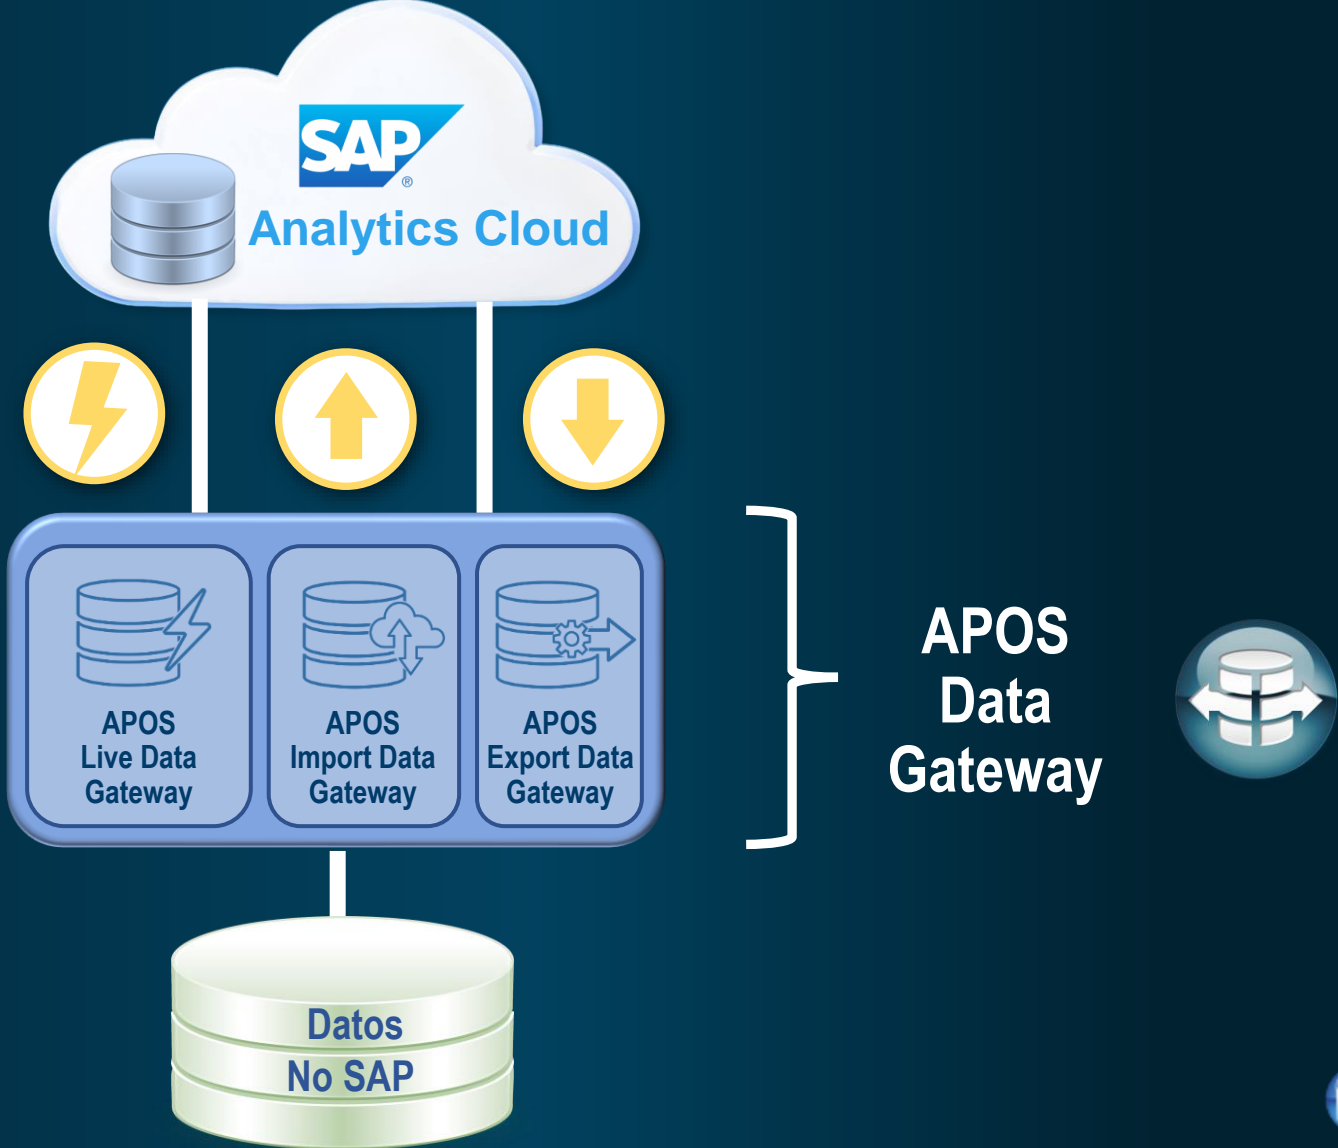 SAP
®
Analytics Cloud
APOS
Live Data
Gateway
APOS
Import Data
Gateway
APOS
Export Data
Gateway
APOS
Data
Gateway
Datos
No SAP